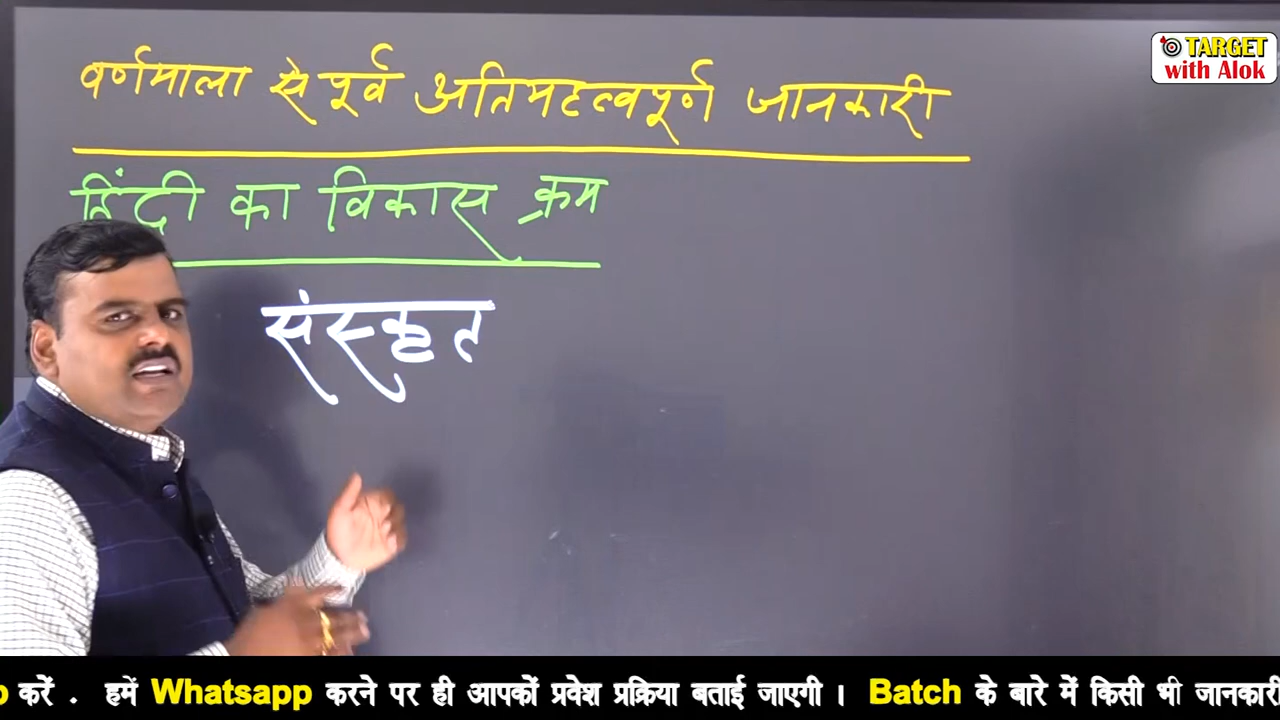 वर्णमाला से पूर्व अतिमहत्वपूर्ण जानकारी
TARGET
with Alok
हिंदी का विकास क्रम
संस्कृत
करें . हमें Whatsapp करने पर ही आपकों प्रवेश प्रक्रिया बताई जाएगी । Batch के बारे में किसी भी जानकारी